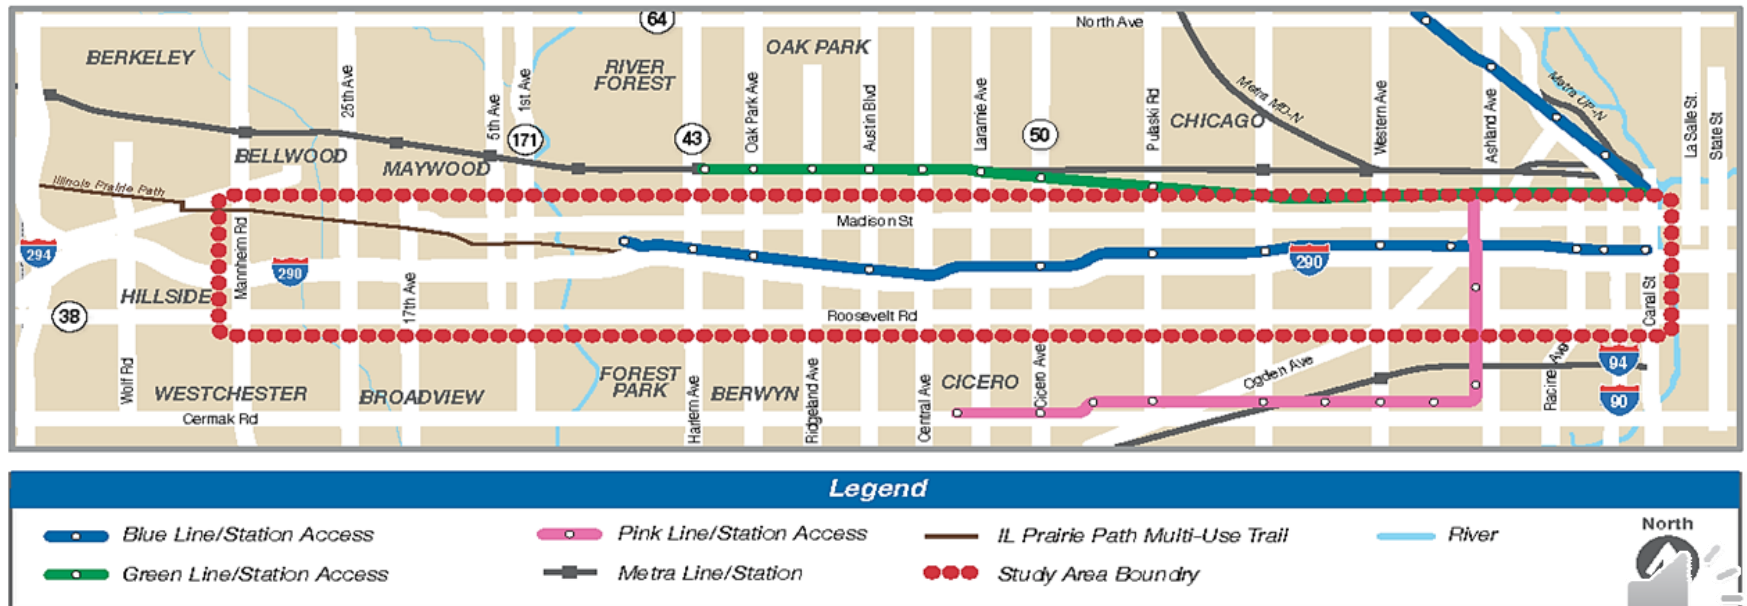 64
North Ave
BERKELEY
OAK PARK
RIVER
FOREST
25th Ave
5th Ave
1st Ave
Oak Park Ave
Austin Blvd
Laramie Ave
Pulaski Rd
Metra MD-N
Western Ave
Ashland Ave
Metra UP-N
La Salle St.
State St
171
43
50
CHICAGO
BELLWOOD
MAYWOOD
Illinois Prairie Path
Madison St
294
290
290
Mannheim Rd
HILLSIDE
17th Ave
Canal St
38
Roosevelt Rd
94
Wolf Rd
WESTCHESTER
BROADVIEW
FOREST
PARK
Harlem Ave
BERWYN
Ridgeland Ave
Central Ave
CICERO
Cicero Ave
Ogden Ave
Racine Ave
90
Cermak Rd
Legend
Blue Line/Station Access
Pink Line/Station Access
IL Prairie Path Multi-Use Trail
River
North
Green Line/Station Access
Metra Line/Station
Study Area Boundry